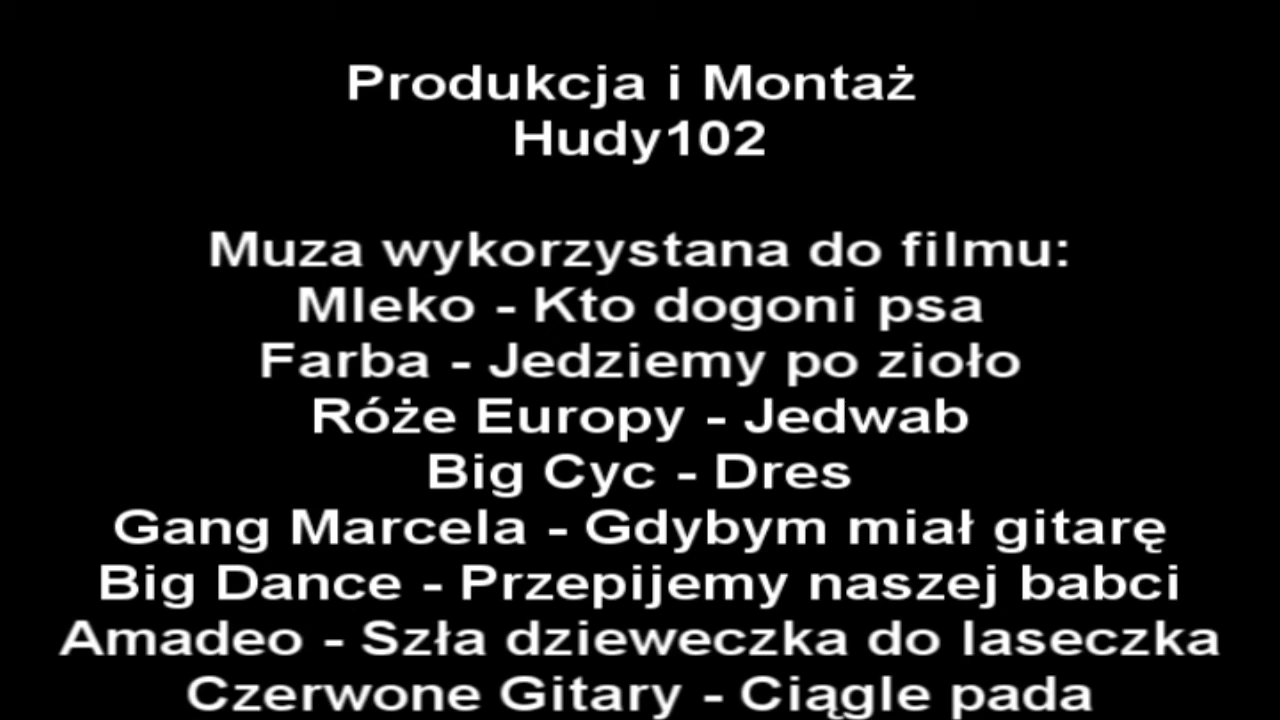 Produkcja i Montaż
Hudy102
Muza wykorzystana do filmu:
Mleko - Kto dogoni psa
Farba - Jedziemy po zioło
Róże Europy - Jedwab
Big Cyc - Dres
Gang Marcela - Gdybym miał gitarę
Big Dance - Przepijemy naszej babci
Amadeo - Szła dzieweczka do laseczka
Czerwone Gitary - Ciągle pada